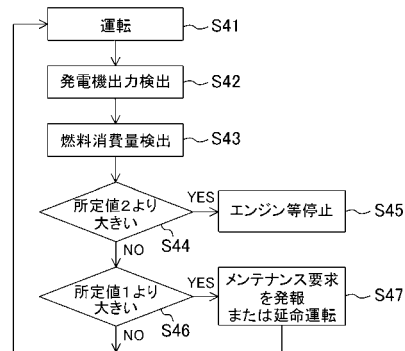 運転
S41
発電機出力検出
S42
燃料消費量検出
S43
所定値2より
大きい
S44
YES
エンジン等停止
S45
NO
所定値1より
大きい
S46
YES
メンテナンス要求
を発報
または延命運転
S47
NO